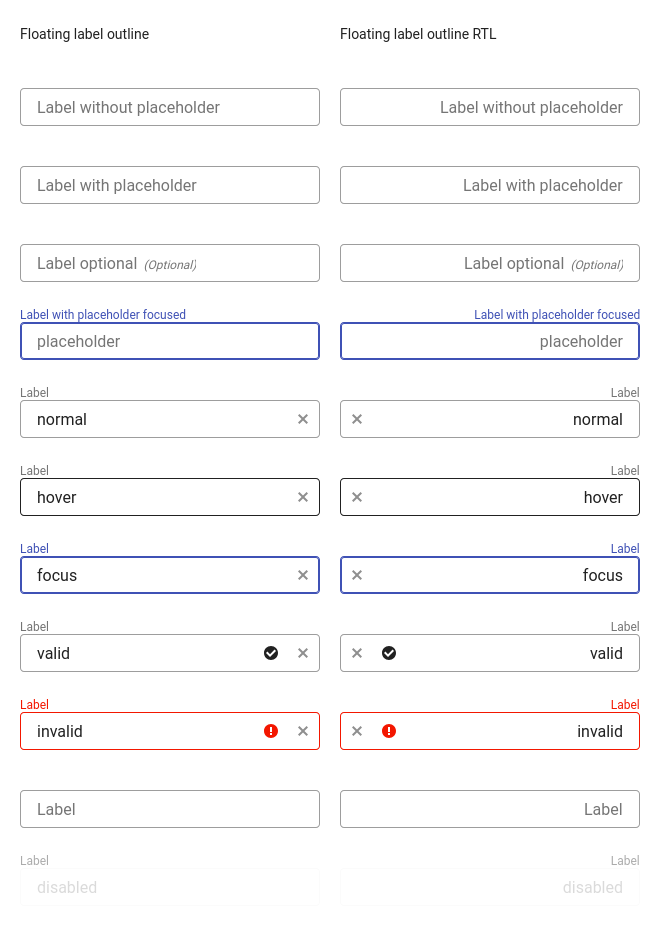 Floating label outline
Floating label outline RTL
Label without placeholder
Label without placeholder
Label with placeholder
Label with placeholder
Label optional (Optional)
Label optional (Optional)
Label with placeholder focused
Label with placeholder focused
placeholder
placeholder
Label
Label
normal
normal
Label
Label
hover
hover
Label
Label
focus
focus
Label
Label
valid
valid
Label
Label
invalid
invalid
Label
Label
Label
Label
disabled
disabled